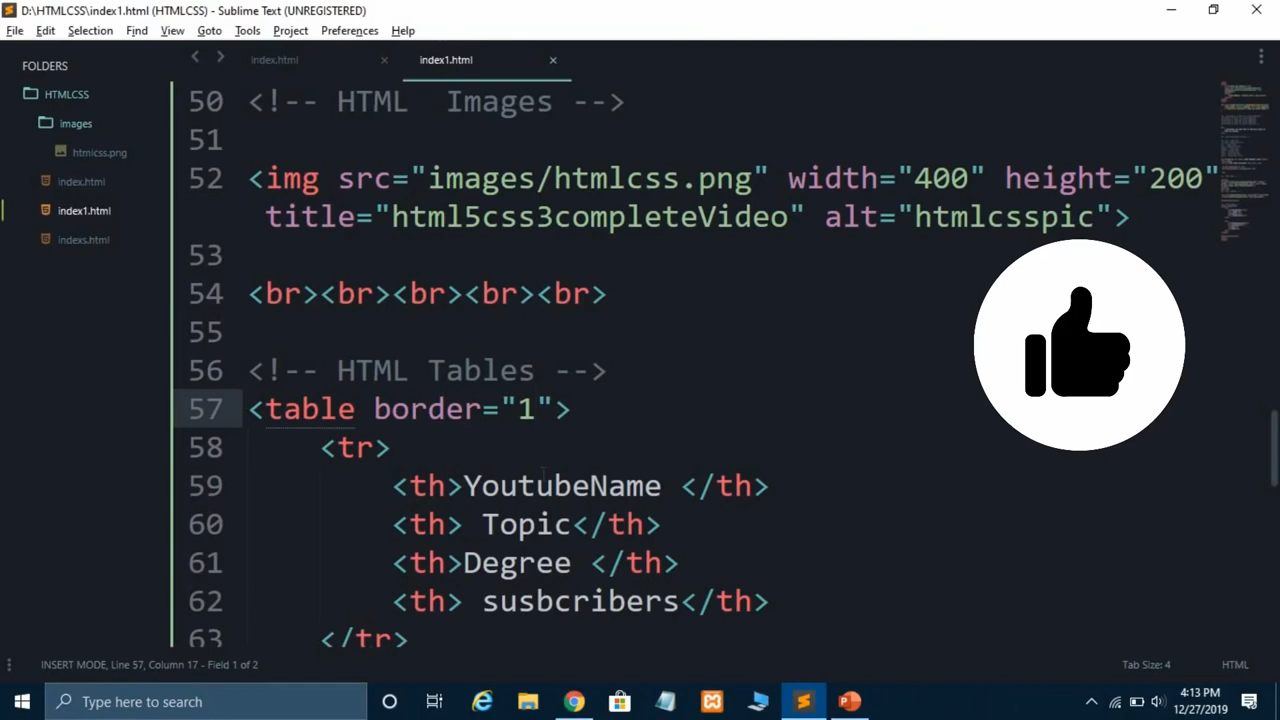 D:\HTMLCSS\index1.html (HTMLCSS) - Sublime Text (UNREGISTERED)
File Edit Selection Find View Goto Tools Project Preferences Help
FOLDERS
HTMLCSS
images
htmlcss.png
index.html
index1.html
indexs.html
index.html × index1.html ×
50 <!-- HTML  Images -->
51
52 <img src="images/htmlcss.png" width="400" height="200"
title="html5css3completeVideo" alt="htmlcsspic">
53
54 <br><br><br><br><br>
55
56 <!-- HTML Tables -->
57 <table border="1">
58 <tr>
59 <th>YoutubeName </th>
60 <th> Topic</th>
61 <th>Degree </th>
62 <th> susbcribers</th>
63 </tr>
INSERT MODE, Line 57, Column 17 - Field 1 of 2 Tab Size: 4 HTML
Type here to search
4:13 PM
12/27/2019